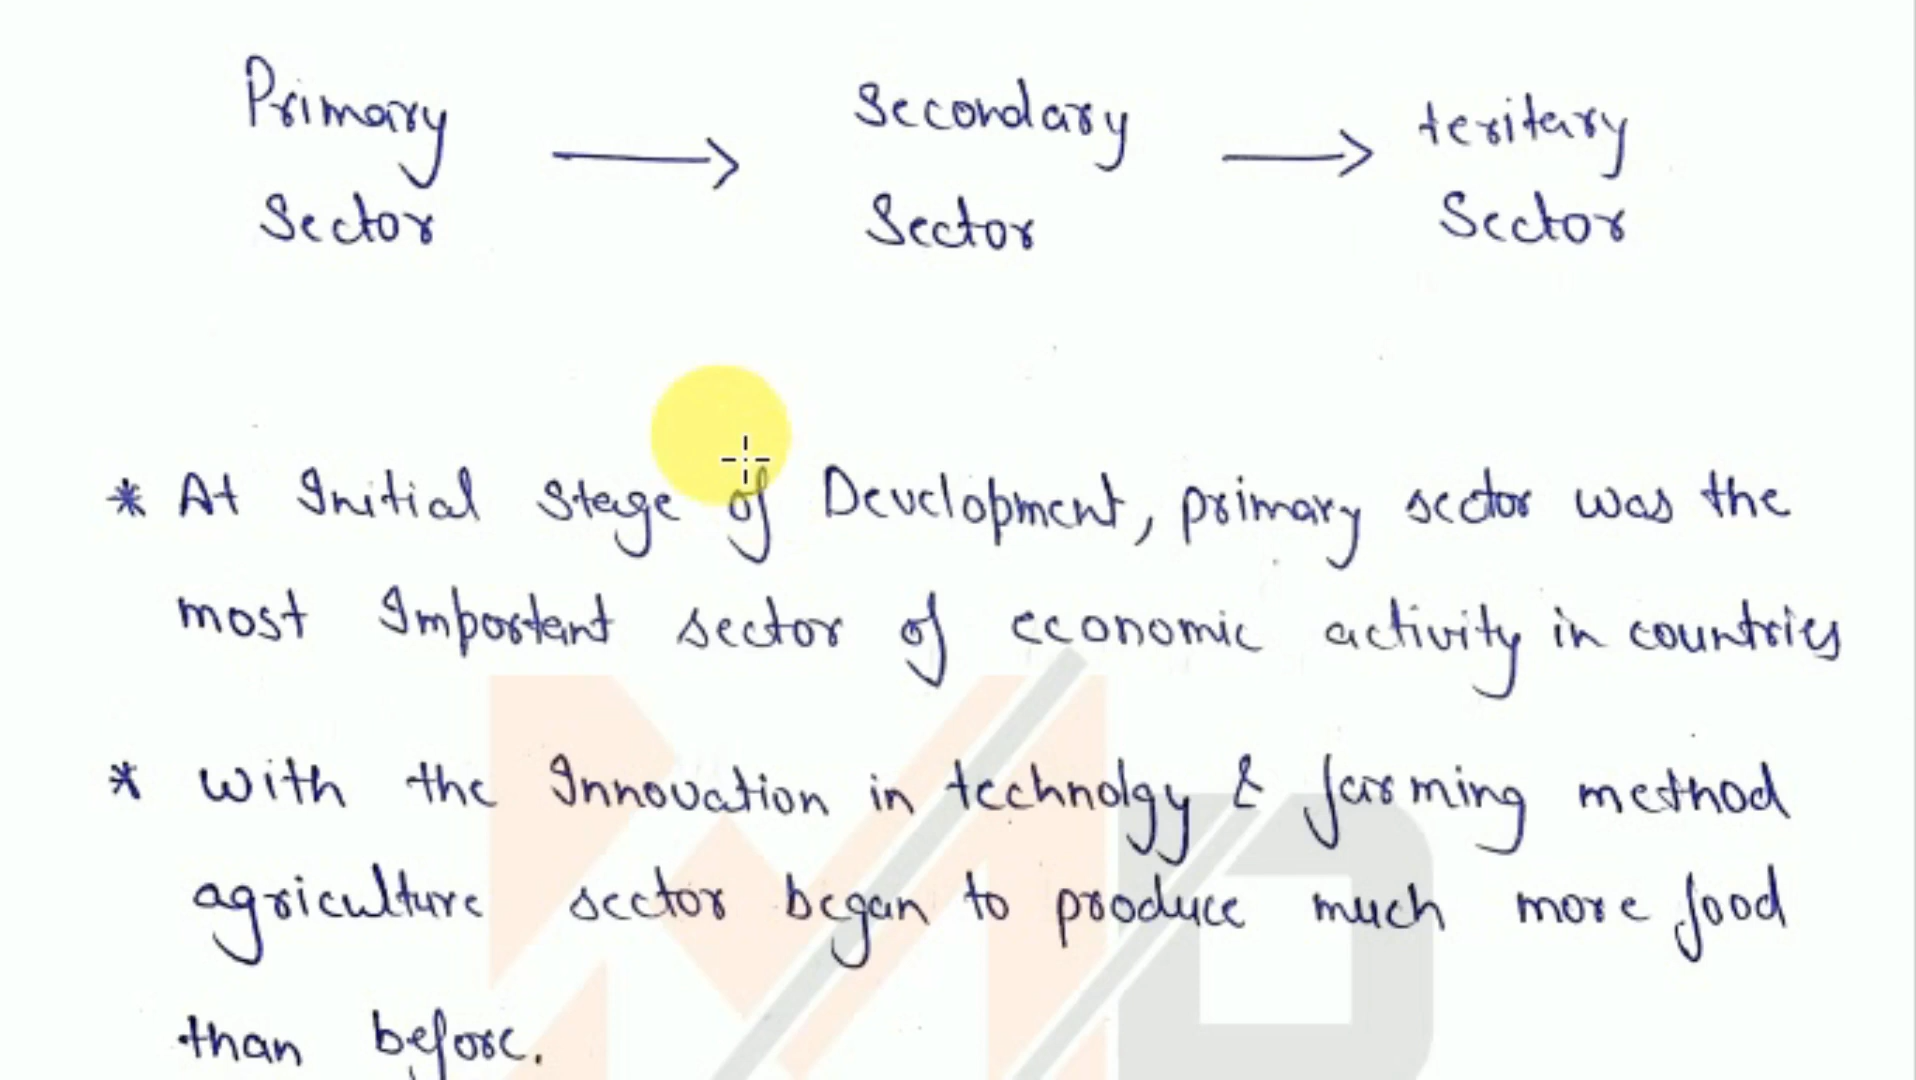 Primary → Secondary → teritary
Sector Sector Sector
* At Initial Stage of Development, primary sector was the
most Important sector of economic activity in countries
* with the Innovation in technolgy & farming method
agriculture sector began to produce much more food
than before.